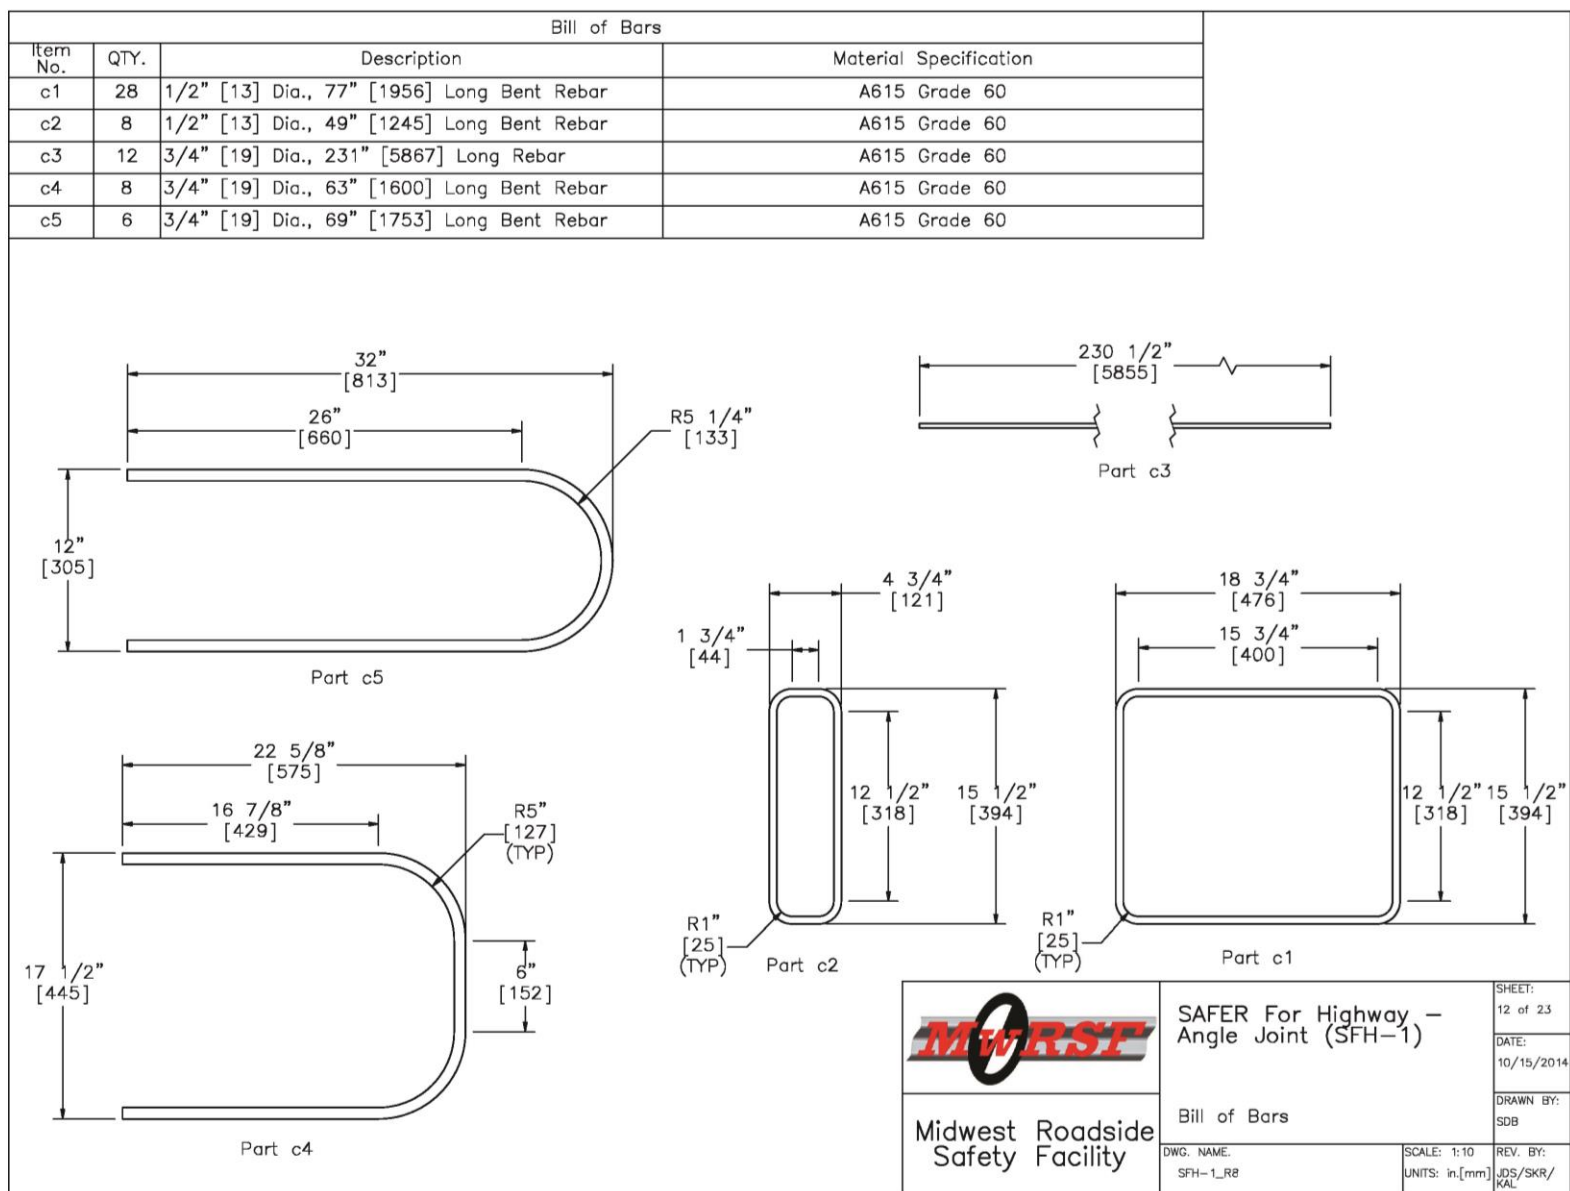 Bill of Bars
Item No. QTY. Description Material Specification
c1 28 1/2" [13] Dia., 77" [1956] Long Bent Rebar A615 Grade 60
c2 8 1/2" [13] Dia., 49" [1245] Long Bent Rebar A615 Grade 60
c3 12 3/4" [19] Dia., 231" [5867] Long Rebar A615 Grade 60
c4 8 3/4" [19] Dia., 63" [1600] Long Bent Rebar A615 Grade 60
c5 6 3/4" [19] Dia., 69" [1753] Long Bent Rebar A615 Grade 60
32"
[813]
26"
[660]
R5 1/4"
[133]
12"
[305]
Part c5
230 1/2"
[5855]
Part c3
22 5/8"
[575]
16 7/8"
[429]
R5"
[127]
(TYP)
17 1/2"
[445]
6"
[152]
Part c4
4 3/4"
[121]
1 3/4"
[44]
12 1/2"
[318]
15 1/2"
[394]
R1"
[25]
(TYP)
Part c2
18 3/4"
[476]
15 3/4"
[400]
12 1/2"
[318]
15 1/2"
[394]
R1"
[25]
(TYP)
Part c1
MwRSF
Midwest Roadside
Safety Facility
SAFER For Highway –
Angle Joint (SFH–1)
Bill of Bars
SHEET:
12 of 23
DATE:
10/15/2014
DRAWN BY:
SDB
DWG. NAME.
SFH–1_R8
SCALE: 1:10
UNITS: in.[mm]
REV. BY:
JDS/SKR/
KAL